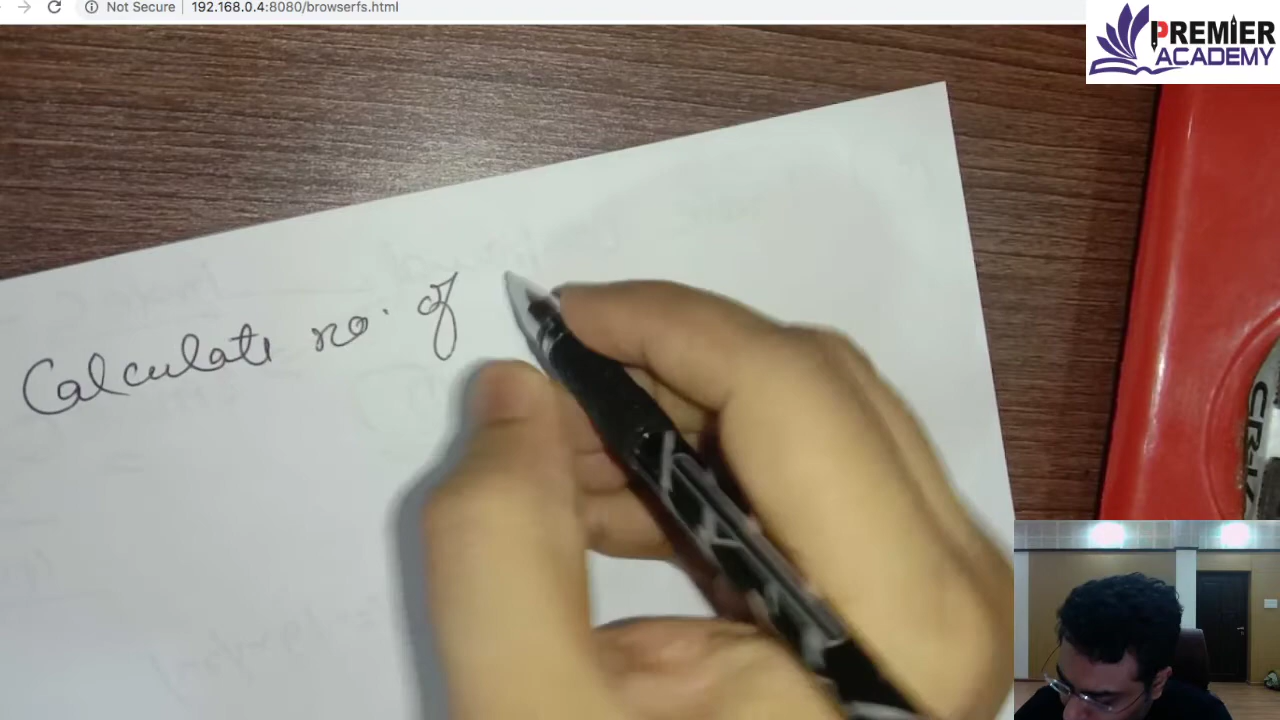 Not Secure 192.168.0.4:8080/browserfs.html
PREMIER
ACADEMY
Calculate no. of